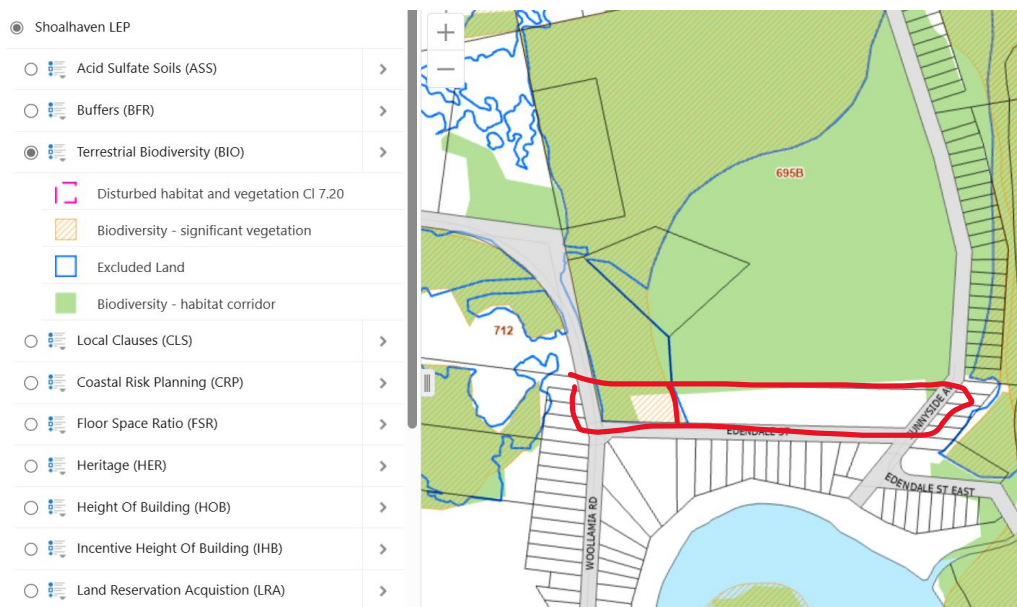 Shoalhaven LEP
Acid Sulfate Soils (ASS)
Buffers (BFR)
Terrestrial Biodiversity (BIO)
Disturbed habitat and vegetation Cl 7.20
Biodiversity - significant vegetation
Excluded Land
Biodiversity - habitat corridor
Local Clauses (CLS)
Coastal Risk Planning (CRP)
Floor Space Ratio (FSR)
Heritage (HER)
Height Of Building (HOB)
Incentive Height Of Building (IHB)
Land Reservation Acquistion (LRA)
+
−
695B
712
EDENDALE ST
EDENDALE ST EAST
WOOLLAMIA RD